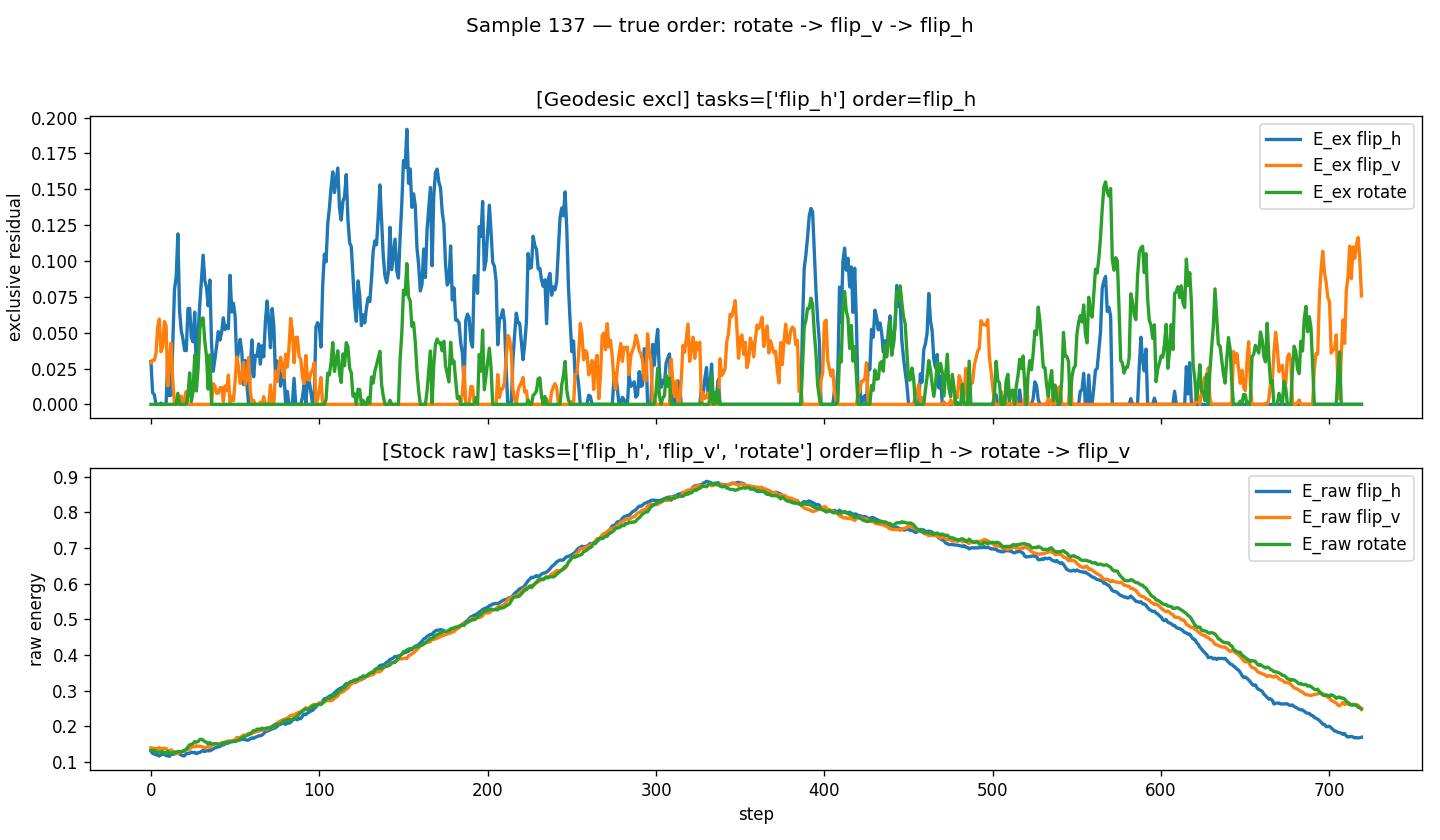 Sample 137 — true order: rotate -> flip_v -> flip_h
[Geodesic excl] tasks=['flip_h'] order=flip_h
exclusive residual
0.200
0.175
0.150
0.125
0.100
0.075
0.050
0.025
0.000
E_ex flip_h
E_ex flip_v
E_ex rotate
[Stock raw] tasks=['flip_h', 'flip_v', 'rotate'] order=flip_h -> rotate -> flip_v
raw energy
0.9
0.8
0.7
0.6
0.5
0.4
0.3
0.2
0.1
E_raw flip_h
E_raw flip_v
E_raw rotate
0 100 200 300 400 500 600 700
step